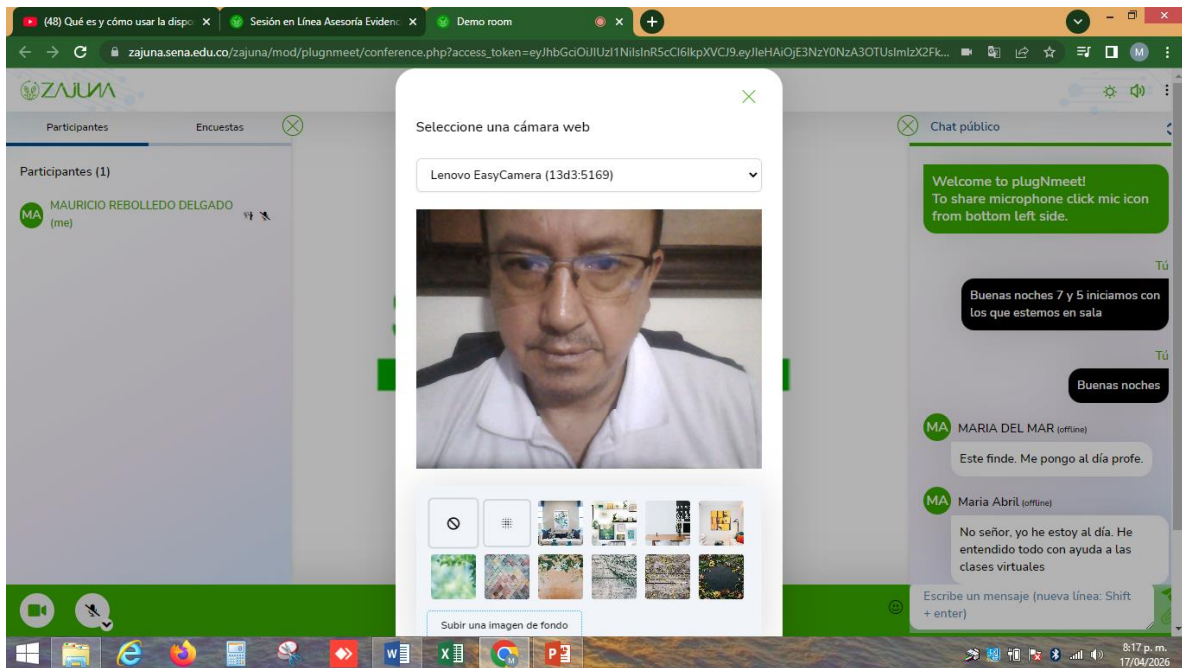 (48) Qué es y cómo usar la dispo
Sesión en Línea Asesoría Evidenc
Demo room
zajuna.sena.edu.co/zajuna/mod/plugnmeet/conference.php?access_token=
M
ZAJUNA
Participantes
Encuestas
Participantes (1)
MA
MAURICIO REBOLLEDO DELGADO
(me)
Seleccione una cámara web
Lenovo EasyCamera (13d3:5169)
Subir una imagen de fondo
Chat público
Welcome to plugNmeet!
To share microphone click mic icon
from bottom left side.
Tú
Buenas noches 7 y 5 iniciamos con
los que estemos en sala
Tú
Buenas noches
MA
MARIA DEL MAR (offline)
Este finde. Me pongo al día profe.
MA
Maria Abril (offline)
No señor, yo he estoy al día. He
entendido todo con ayuda a las
clases virtuales
Escribe un mensaje (nueva línea: Shift
+ enter)
8:17 p. m.
17/04/2026